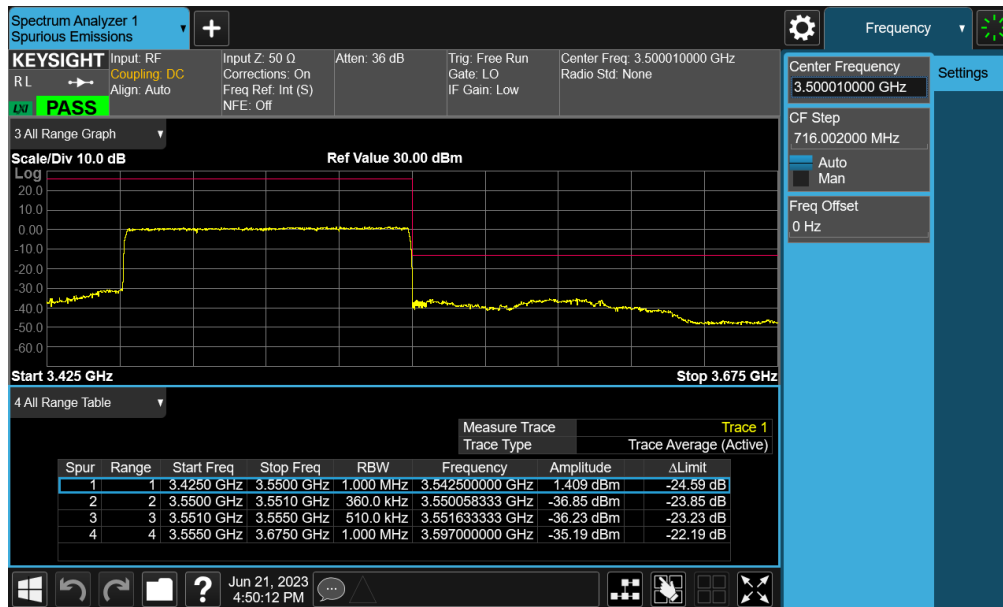 Spectrum Analyzer 1
Spurious Emissions
Frequency
KEYSIGHT
R L
LXI
PASS
Input: RF
Coupling: DC
Align: Auto
Input Z: 50 Ω
Corrections: On
Freq Ref: Int (S)
NFE: Off
Atten: 36 dB
Trig: Free Run
Gate: LO
IF Gain: Low
Center Freq: 3.500010000 GHz
Radio Std: None
Center Frequency
3.500010000 GHz
Settings
CF Step
716.002000 MHz
Auto
Man
Freq Offset
0 Hz
3 All Range Graph
Scale/Div 10.0 dB
Ref Value 30.00 dBm
Log
20.0
10.0
0.00
-10.0
-20.0
-30.0
-40.0
-50.0
-60.0
Start 3.425 GHz
Stop 3.675 GHz
4 All Range Table
Measure Trace Trace 1
Trace Type Trace Average (Active)
Spur Range Start Freq Stop Freq RBW Frequency Amplitude ΔLimit
1 1 3.4250 GHz 3.5500 GHz 1.000 MHz 3.542500000 GHz 1.409 dBm -24.59 dB
2 2 3.5500 GHz 3.5510 GHz 360.0 kHz 3.550058333 GHz -36.85 dBm -23.85 dB
3 3 3.5510 GHz 3.5550 GHz 510.0 kHz 3.551633333 GHz -36.23 dBm -23.23 dB
4 4 3.5550 GHz 3.6750 GHz 1.000 MHz 3.597000000 GHz -35.19 dBm -22.19 dB
?
Jun 21, 2023
4:50:12 PM